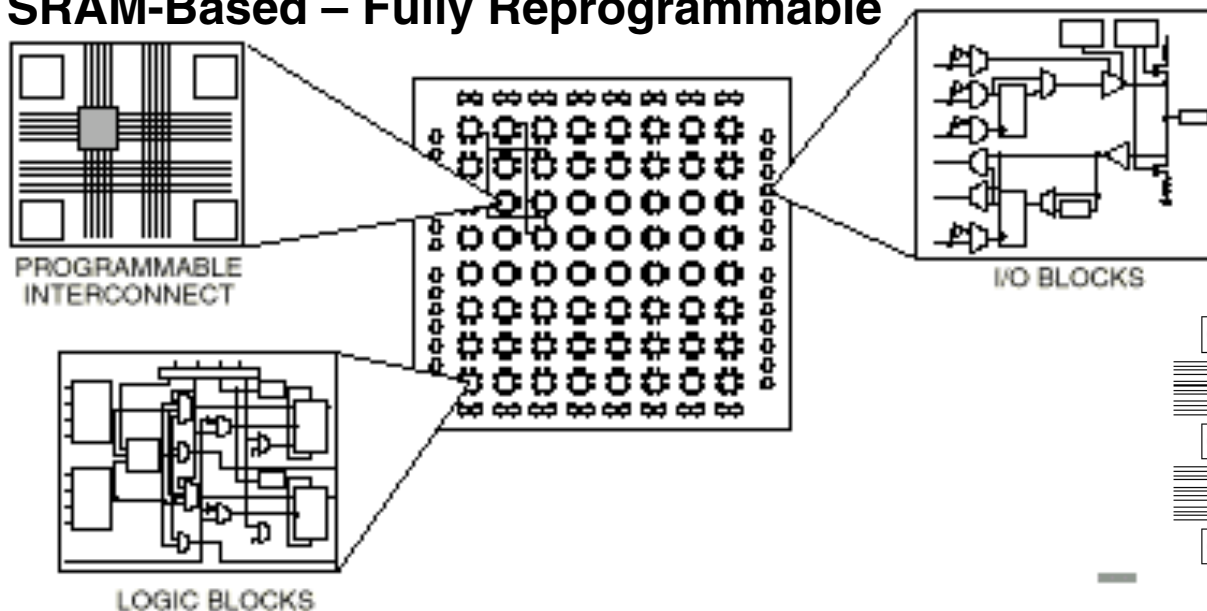 SRAM-Based – Fully Reprogrammable
PROGRAMMABLE
INTERCONNECT
I/O BLOCKS
LOGIC BLOCKS